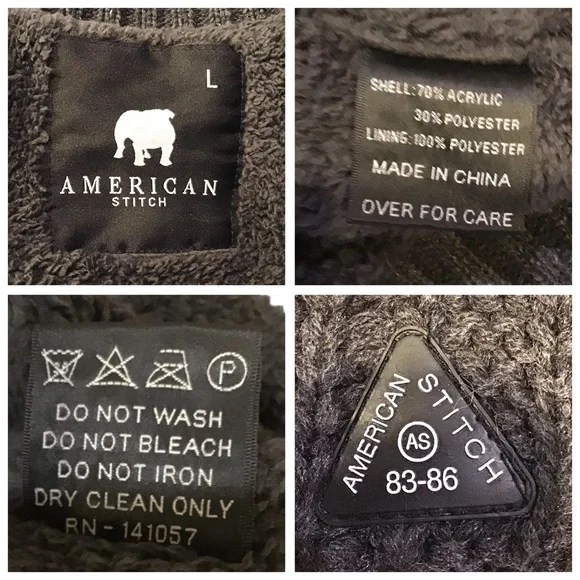 L
AMERICAN
STITCH
SHELL: 70% ACRYLIC
30% POLYESTER
LINING: 100% POLYESTER
MADE IN CHINA
OVER FOR CARE
P
DO NOT WASH
DO NOT BLEACH
DO NOT IRON
DRY CLEAN ONLY
RN - 141057
AMERICAN STITCH
AS
83-86